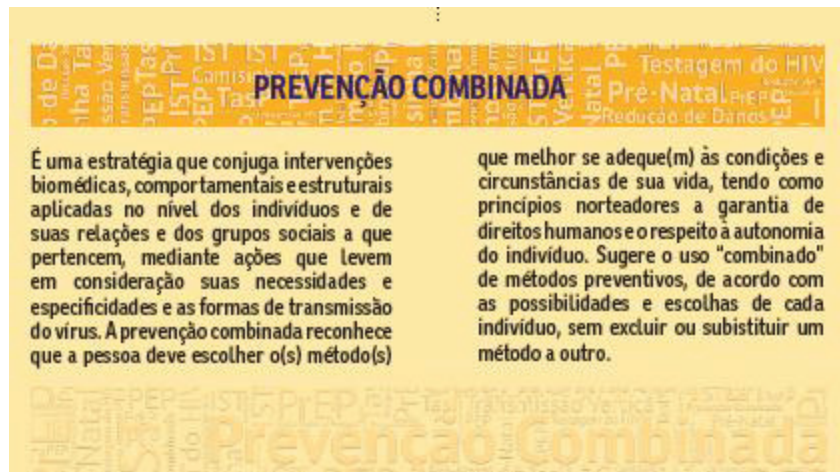 PREVENÇÃO COMBINADA
Testagem do HIV
Pré-Natal PrEP
Redução de Danos
É uma estratégia que conjuga intervenções
biomédicas, comportamentais e estruturais
aplicadas no nível dos indivíduos e de
suas relações e dos grupos sociais a que
pertencem, mediante ações que levem
em consideração suas necessidades e
especificidades e as formas de transmissão
do vírus. A prevenção combinada reconhece
que a pessoa deve escolher o(s) método(s)
que melhor se adeque(m) às condições e
circunstâncias de sua vida, tendo como
princípios norteadores a garantia de
direitos humanos e o respeito à autonomia
do indivíduo. Sugere o uso "combinado"
de métodos preventivos, de acordo com
as possibilidades e escolhas de cada
indivíduo, sem excluir ou subistituir um
método a outro.
PEP IST PrEP
Prevenção Combinada